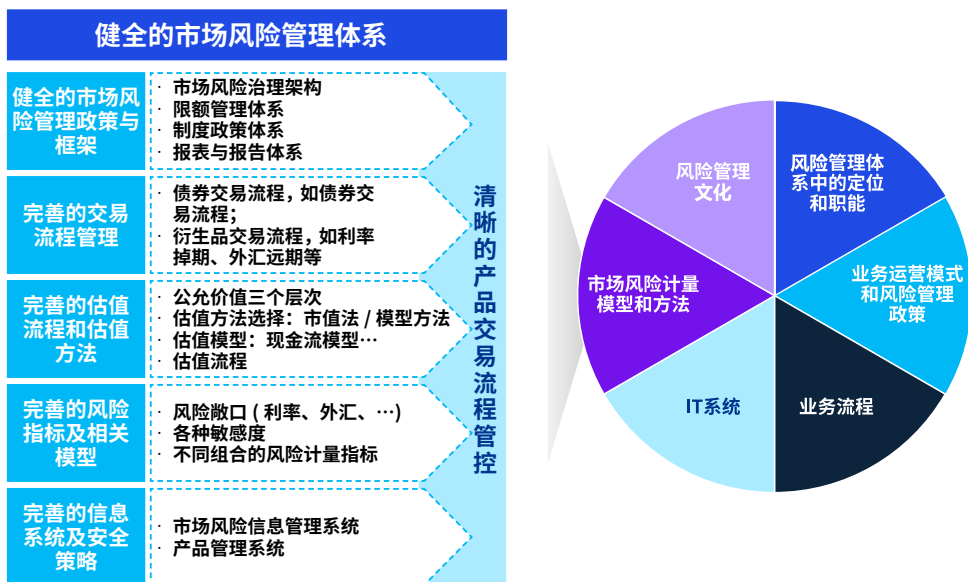 健全的市场风险管理体系
健全的市场风
险管理政策与
框架
· 市场风险治理架构
· 限额管理体系
· 制度政策体系
· 报表与报告体系
完善的交易
流程管理
· 债券交易流程，如债券交
易流程；
· 衍生品交易流程，如利率
掉期、外汇远期等
完善的估值
流程和估值
方法
· 公允价值三个层次
· 估值方法选择：市值法 / 模型方法
· 估值模型：现金流模型…
· 估值流程
完善的风险
指标及相关
模型
· 风险敞口 ( 利率、外汇、…)
· 各种敏感度
· 不同组合的风险计量指标
完善的信息
系统及安全
策略
· 市场风险信息管理系统
· 产品管理系统
清晰的产品交易流程管控
风险管理
文化
风险管理体
系中的定位
和职能
市场风险计量
模型和方法
业务运营模式
和风险管理
政策
IT系统
业务流程